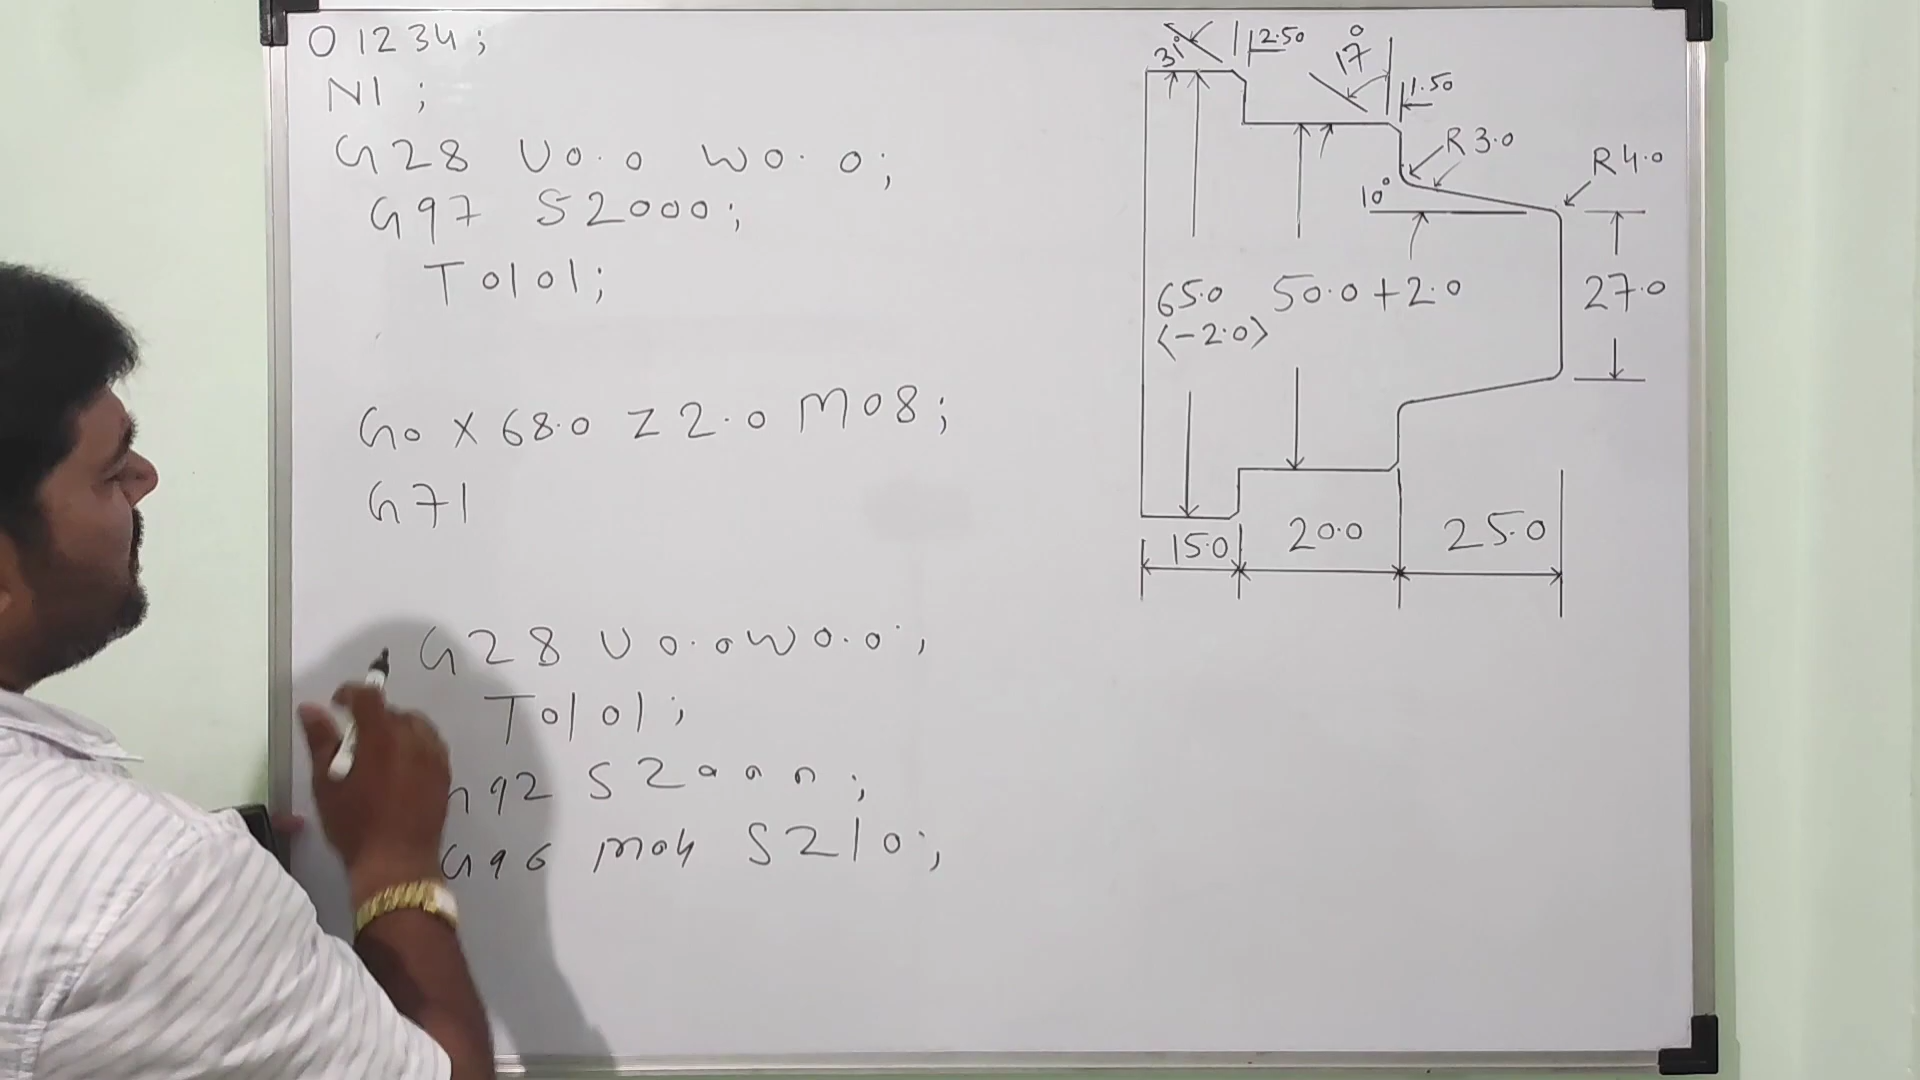 O1234;
N1 ;
G28 U0.0 W0.0;
G97 S2000;
T0101;
G0 X68.0 Z2.0 M08;
G71
G28 U0.0 W0.0;
T0101;
G92 S2000;
G96 M04 S210;
31° 2.50 17°
1.50
R3.0
R4.0
10°
65.0 50.0+2.0 27.0
(-2.0)
15.0 20.0 25.0